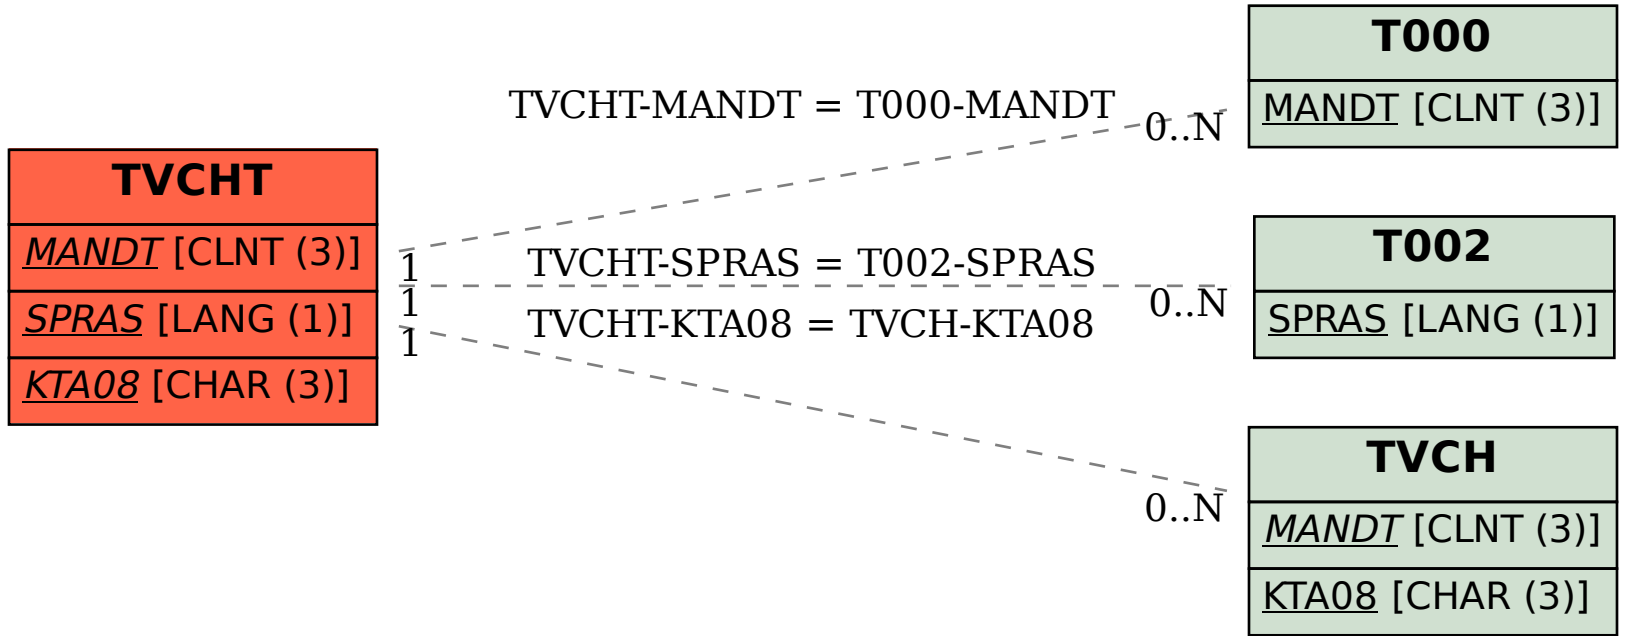 TVCHT
MANDT [CLNT (3)]
SPRAS [LANG (1)]
KTA08 [CHAR (3)]
TVCHT-MANDT = T000-MANDT
0..N
1
TVCHT-SPRAS = T002-SPRAS
0..N
1
TVCHT-KTA08 = TVCH-KTA08
0..N
1
T000
MANDT [CLNT (3)]
T002
SPRAS [LANG (1)]
TVCH
MANDT [CLNT (3)]
KTA08 [CHAR (3)]